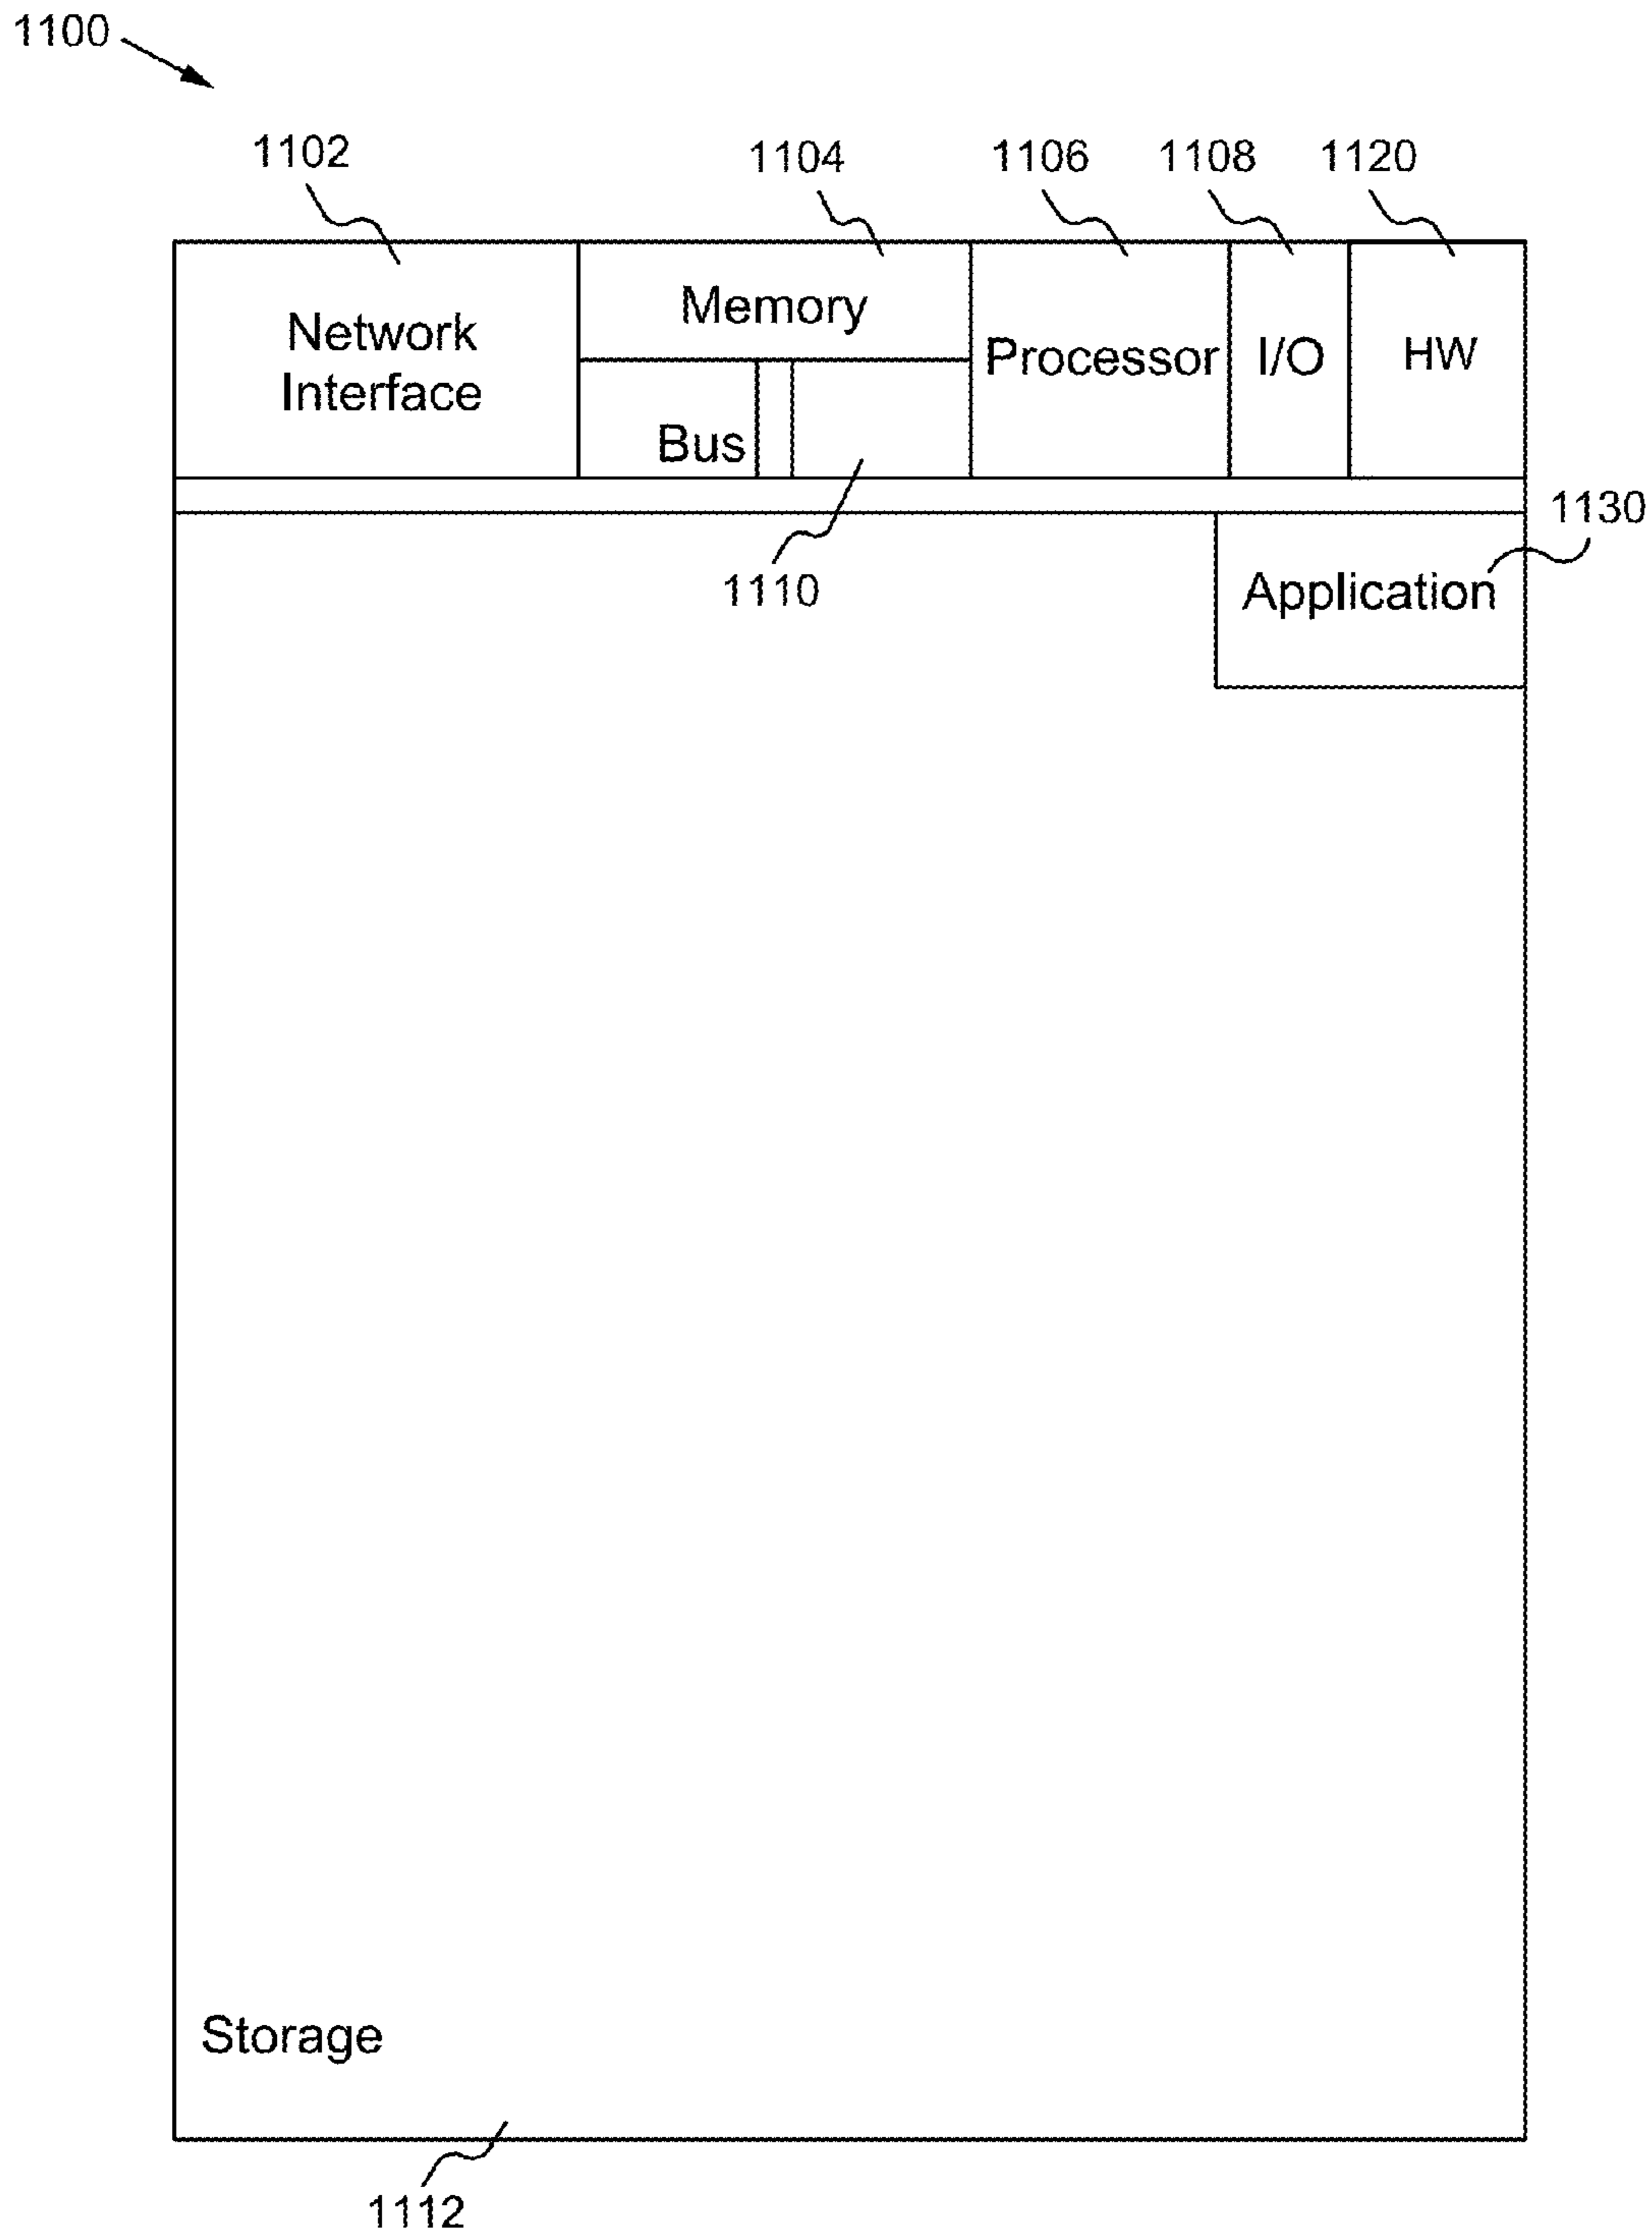 1100
1102
1104
1106
1108
1120
Network
Interface
Memory
Bus
Processor
I/O
HW
1130
1110
Application
Storage
1112